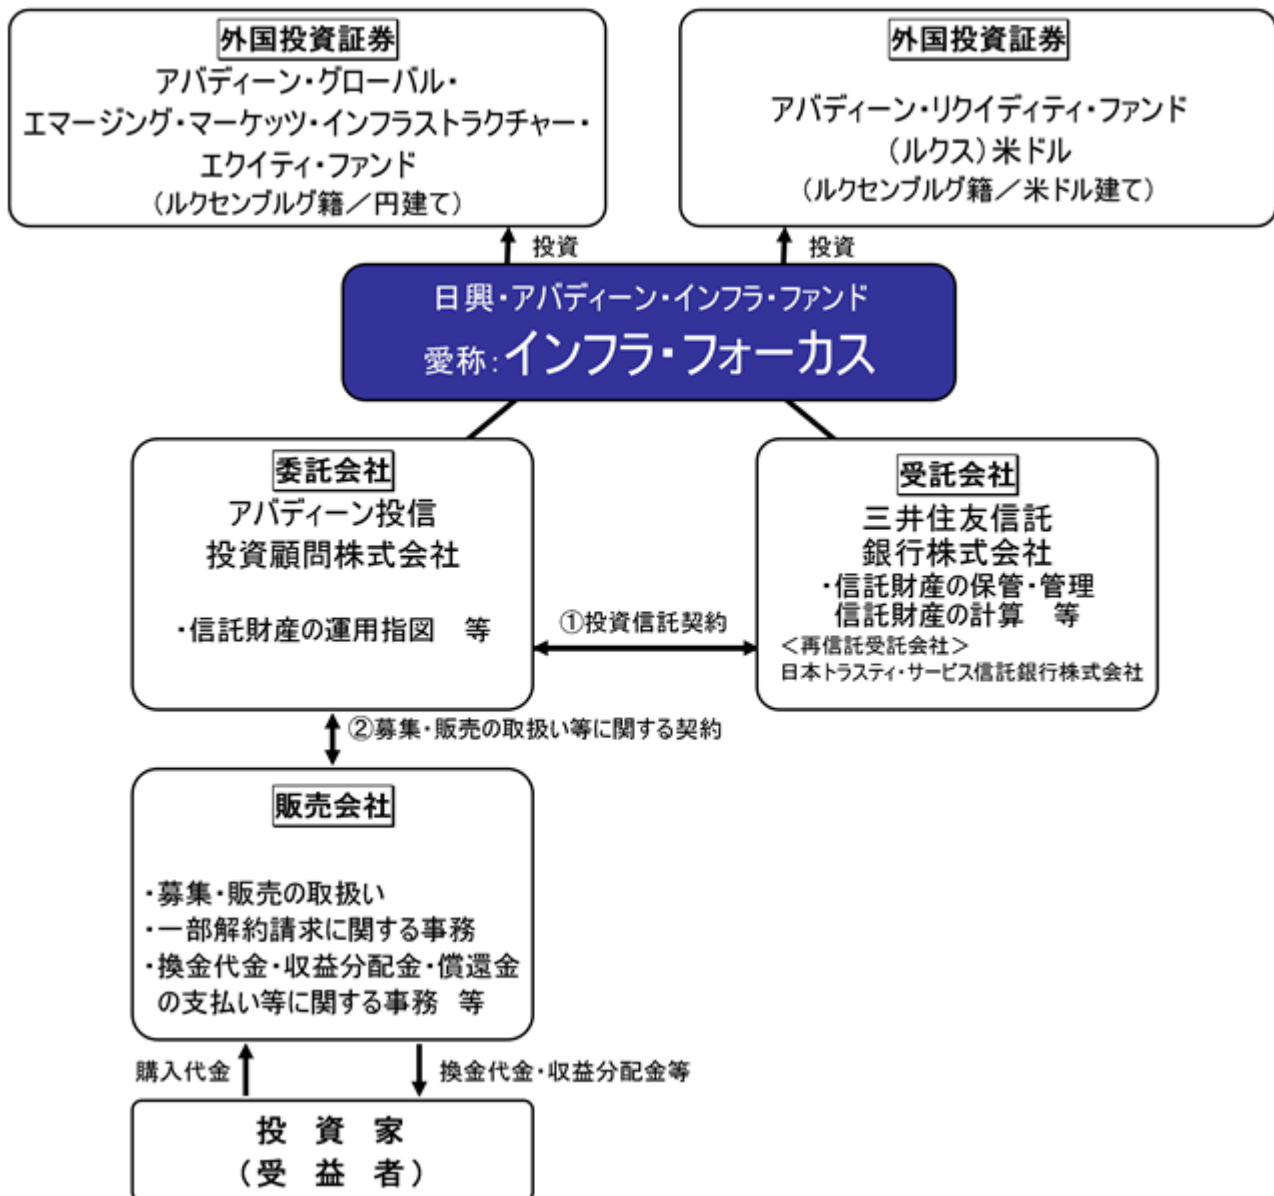 外国投資証券
アバディーン・グローバル・
エマージング・マーケッツ・インフラストラクチャー・
エクイティ・ファンド
(ルクセンブルグ籍/円建て)
外国投資証券
アバディーン・リクイディティ・ファンド
(ルクス)米ドル
(ルクセンブルグ籍/米ドル建て)
投資
投資
日興・アバディーン・インフラ・ファンド
愛称:インフラ・フォーカス
委託会社
アバディーン投信
投資顧問株式会社
・信託財産の運用指図 等
①投資信託契約
受託会社
三井住友信託
銀行株式会社
・信託財産の保管・管理
信託財産の計算 等
<再信託受託会社>
日本トラスティ・サービス信託銀行株式会社
②募集・販売の取扱い等に関する契約
販売会社
・募集・販売の取扱い
・一部解約請求に関する事務
・換金代金・収益分配金・償還金
の支払い等に関する事務 等
購入代金
換金代金・収益分配金等
投 資 家
(受 益 者)